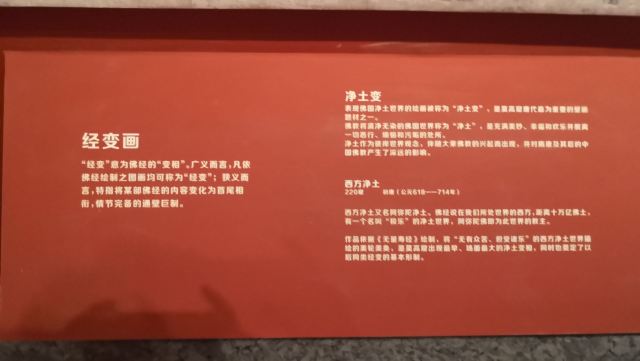 经变画
“经变”意为佛经的“变相”。广义而言，凡依
佛经绘制之图画均可称为“经变”；狭义而
言，特指将某部佛经的内容变化为首尾相
衔，情节完备的通壁巨制。
净土变
表现佛国净土世界的绘画被称为“净土变”，是莫高窟唐代最为重要的壁画
题材之一。
佛教将清净无染的佛国世界称为“净土”，是充满美妙、幸福和欢乐并脱离
一切恶行、烦恼和污垢的处所。
净土作为彼岸世界观念，伴随大乘佛教的兴起而出现，并对隋唐及其后的中
国佛教产生了深远的影响。
西方净土
220窟 初唐（公元618——714年）
西方净土又名阿弥陀净土。佛经说在我们所处世界的西方，距离十万亿佛土，
有一个名叫“极乐”的净土世界，阿弥陀佛即为此世界的教主。
作品依据《无量寿经》绘制，将“无有众苦、但受诸乐”的西方净土世界描
绘的美轮美奂，是莫高窟出现最早、场面最大的净土变相，同时也奠定了以
后同类经变的基本形制。